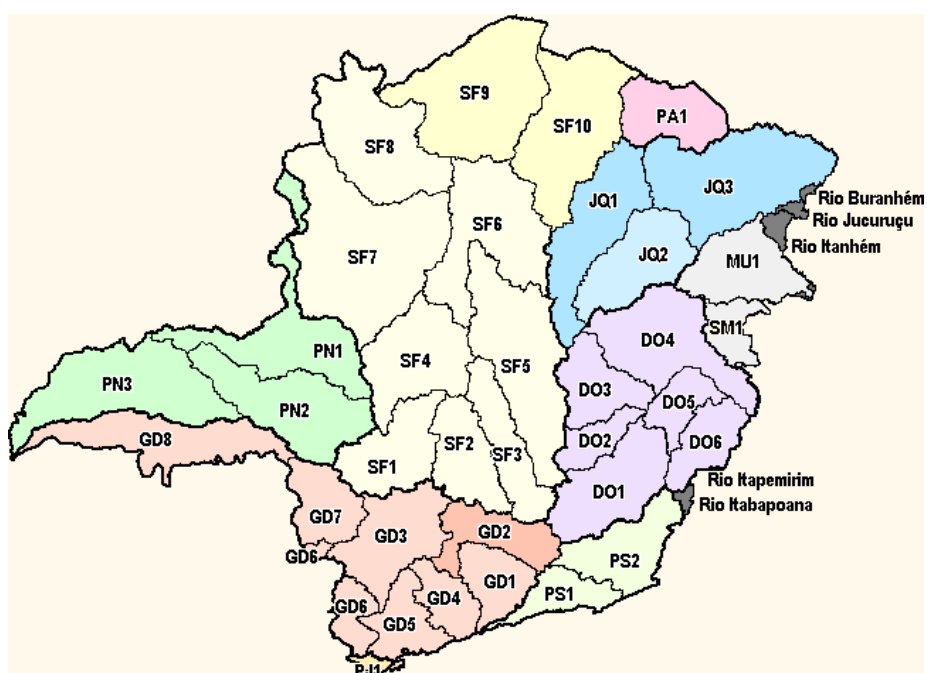 SF9
PA1
SF10
SF8
JQ3
JQ1
Rio Buranhém
Rio Jucuruçu
SF6
Rio Itanhém
JQ2
SF7
MU1
SM1
DO4
PN1
SF4
SF5
PN3
DO3
DO5
PN2
GD8
DO2
SF2
DO6
SF3
SF1
Rio Itapemirim
DO1
Rio Itabapoana
GD7
GD2
GD3
GD6
PS2
GD1
PS1
GD4
GD6
GD5
PJ1